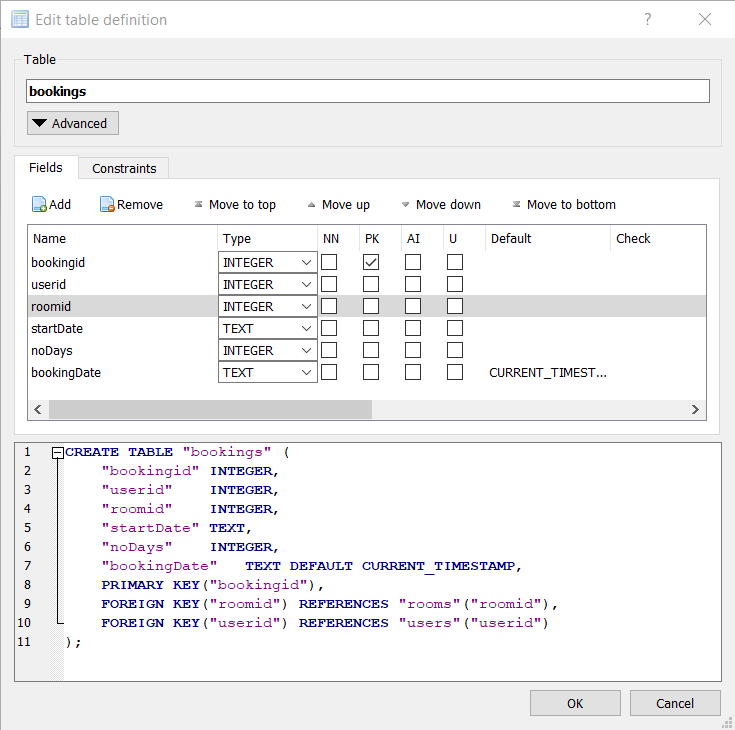 Edit table definition ?
Table
bookings
Advanced
Fields Constraints
Add Remove Move to top Move up Move down Move to bottom
Name Type NN PK AI U Default Check
bookingid INTEGER
userid INTEGER
roomid INTEGER
startDate TEXT
noDays INTEGER
bookingDate TEXT CURRENT_TIMEST...
1 CREATE TABLE "bookings" (
2 "bookingid" INTEGER,
3 "userid" INTEGER,
4 "roomid" INTEGER,
5 "startDate" TEXT,
6 "noDays" INTEGER,
7 "bookingDate" TEXT DEFAULT CURRENT_TIMESTAMP,
8 PRIMARY KEY("bookingid"),
9 FOREIGN KEY("roomid") REFERENCES "rooms"("roomid"),
10 FOREIGN KEY("userid") REFERENCES "users"("userid")
11 );
OK Cancel